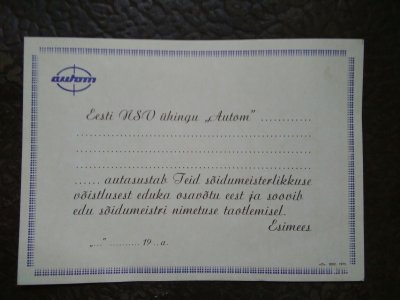 autom
Eesti NSV ühingu „Autom" ............
..................................................
..................................................
..................................................
...... autasustab Teid sõidumeisterlikkuse
võistlusest eduka osavõtu eest ja soovib
edu sõidumeistri nimetuse taotlemisel.
Esimees
„..." .......... 19 ..a.